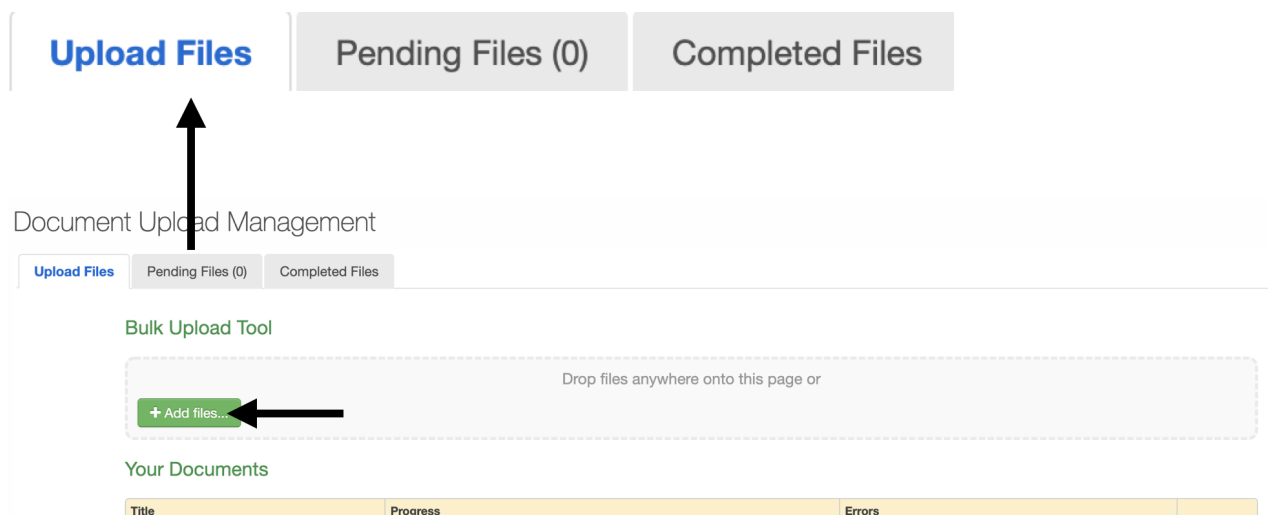 Upload Files Pending Files (0) Completed Files
Document Upload Management
Upload Files Pending Files (0) Completed Files
Bulk Upload Tool
Drop files anywhere onto this page or
+ Add files...
Your Documents
Title Progress Errors